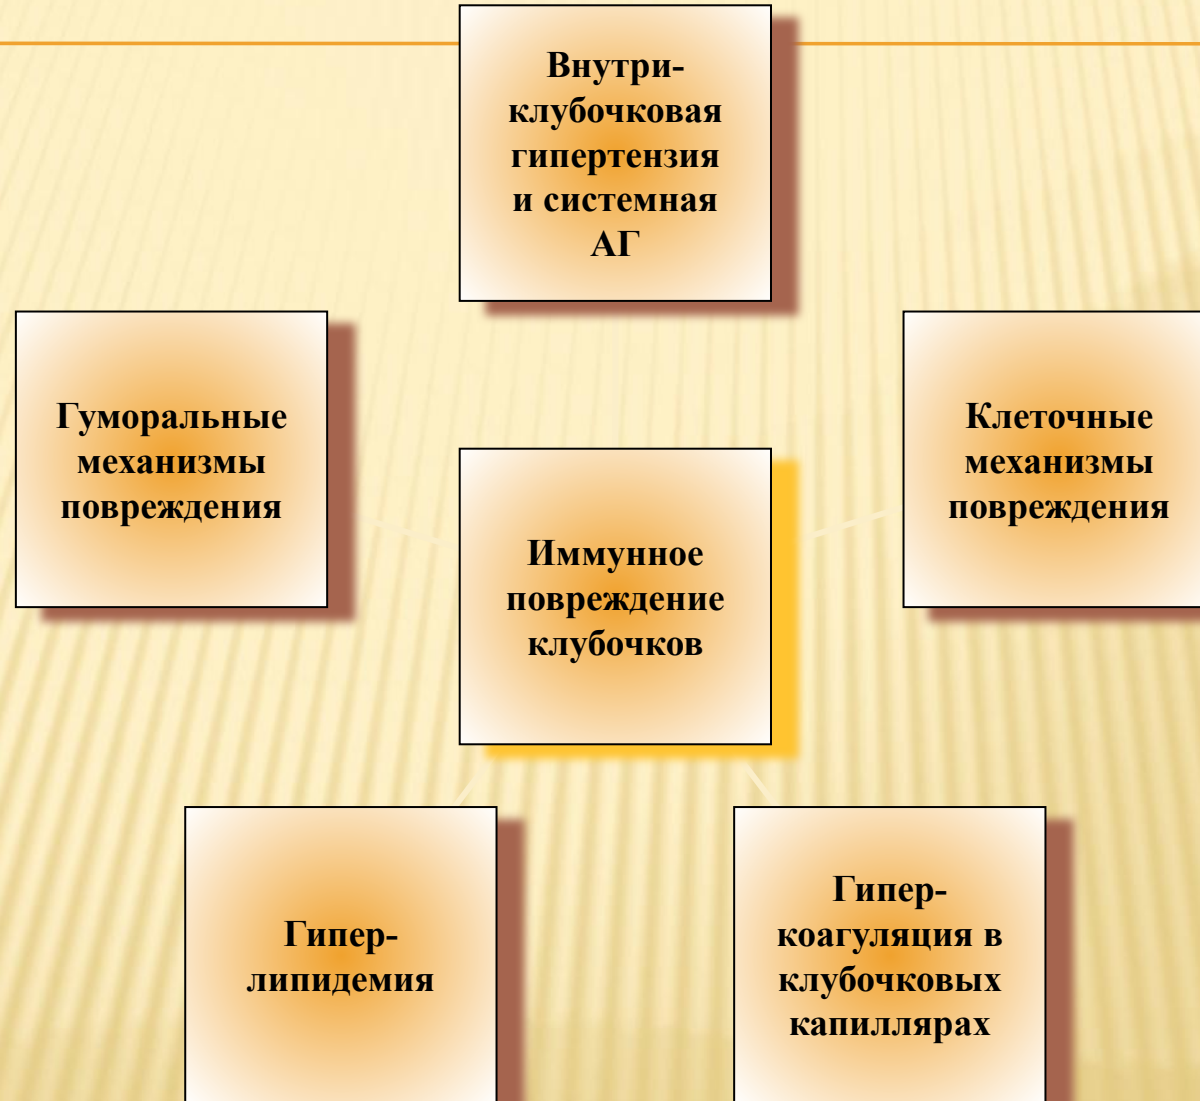 Внутри-
клубочковая
гипертензия
и системная
АГ
Гуморальные
механизмы
повреждения
Клеточные
механизмы
повреждения
Иммунное
повреждение
клубочков
Гипер-
липидемия
Гипер-
коагуляция в
клубочковых
капиллярах